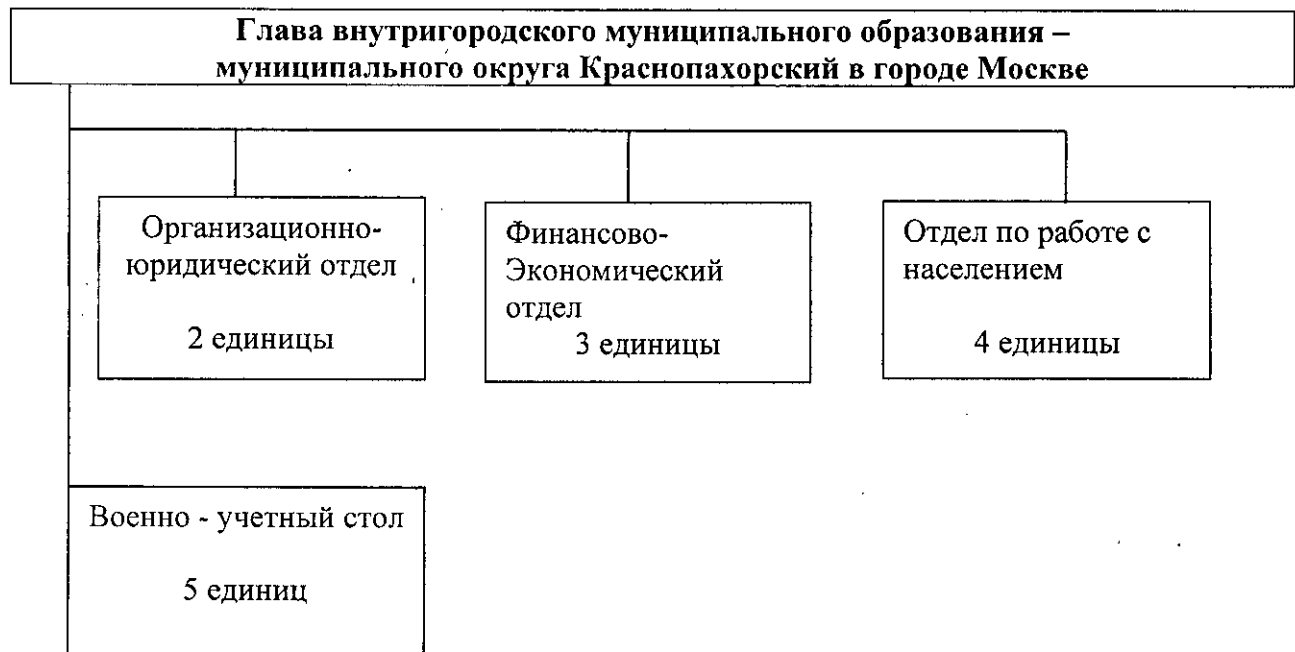 Глава внутригородского муниципального образования –
муниципального округа Краснопахорский в городе Москве
Организационно-
юридический отдел
2 единицы
Финансово-
Экономический
отдел
3 единицы
Отдел по работе с
населением
4 единицы
Военно - учетный стол
5 единиц